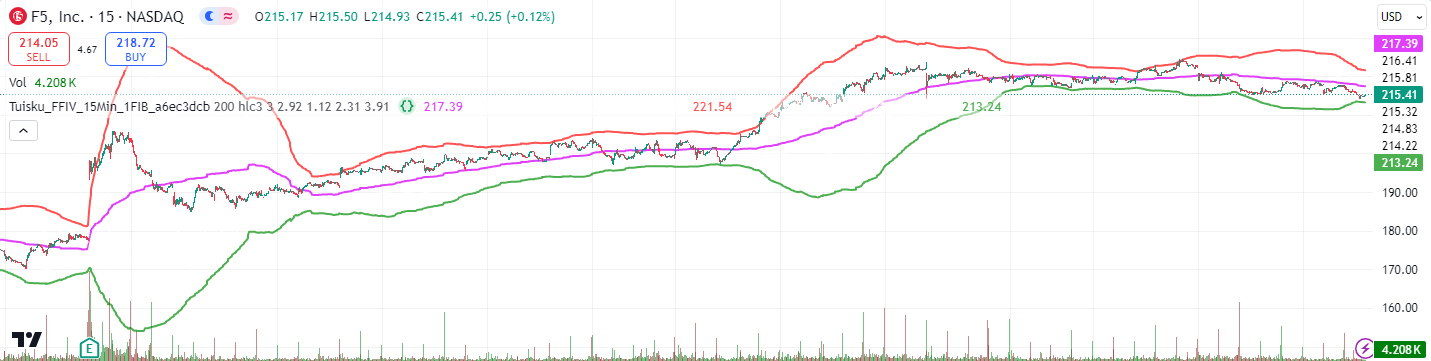 F5, Inc. · 15 · NASDAQ O215.17 H215.50 L214.93 C215.41 +0.25 (+0.12%)
USD
214.05 4.67 218.72
SELL BUY
Vol 4.208 K
Tuisku_FFIV_15Min_1FIB_a6ec3dcb 200 hlc3 3 2.92 1.12 2.31 3.91 217.39 221.54 213.24
217.39
216.41
215.81
215.41
215.32
214.83
214.22
213.24
190.00
180.00
170.00
160.00
4.208 K
E